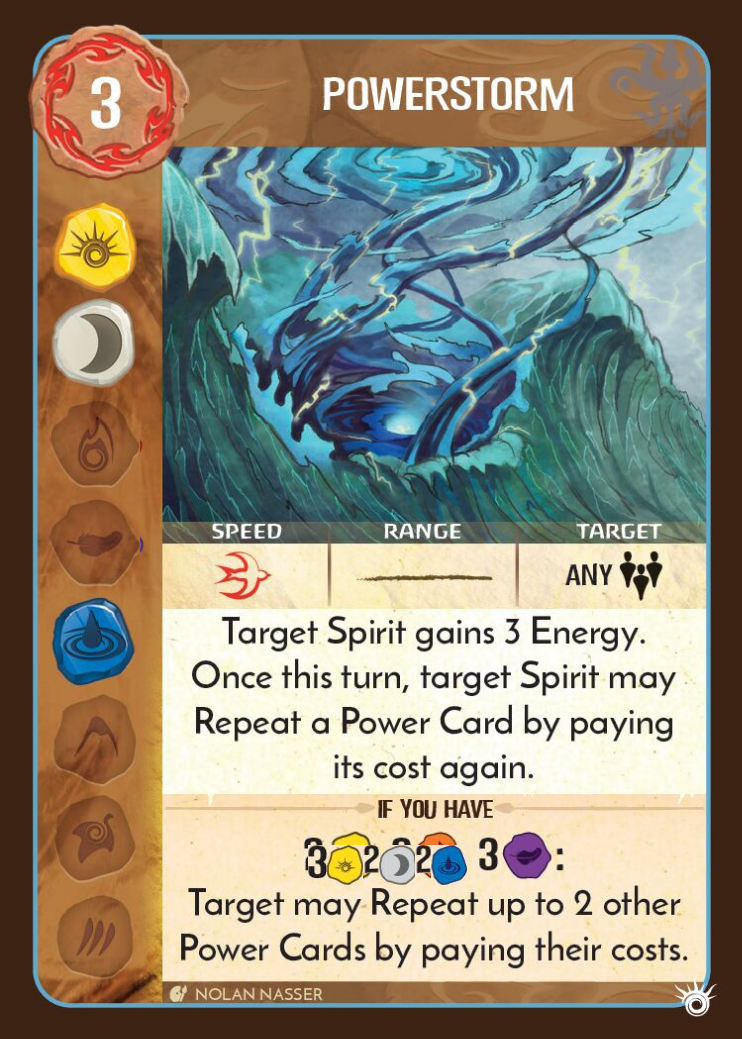 3
POWERSTORM
SPEED RANGE TARGET
ANY
Target Spirit gains 3 Energy.
Once this turn, target Spirit may
Repeat a Power Card by paying
its cost again.
IF YOU HAVE
3 2 2 3 :
Target may Repeat up to 2 other
Power Cards by paying their costs.
NOLAN NASSER